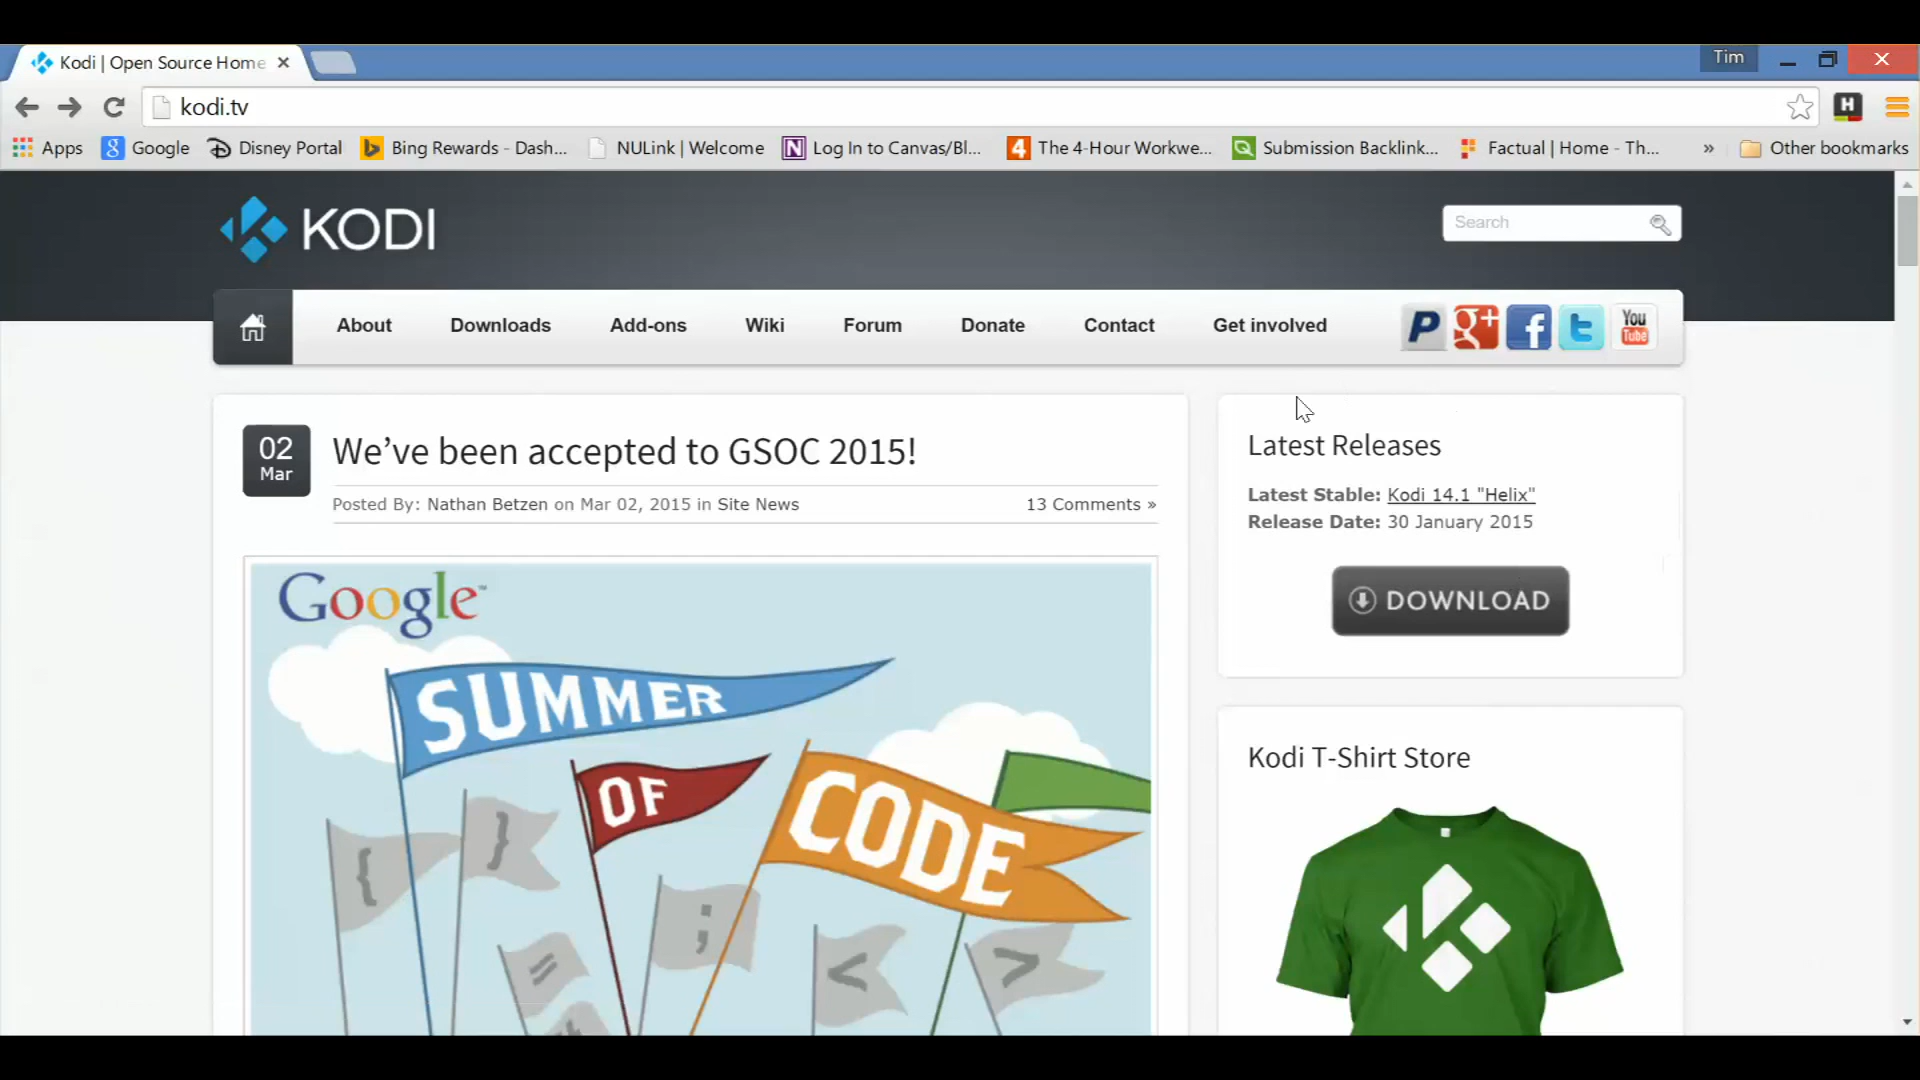 Kodi | Open Source Home
Tim
kodi.tv
Apps
Google
Disney Portal
Bing Rewards - Dash...
NULink | Welcome
Log In to Canvas/Bl...
The 4-Hour Workwe...
Submission Backlink...
Factual | Home - Th...
»
Other bookmarks
KODI
Search
About
Downloads
Add-ons
Wiki
Forum
Donate
Contact
Get involved
You
Tube
02
Mar
We’ve been accepted to GSOC 2015!
Posted By: Nathan Betzen on Mar 02, 2015 in Site News
13 Comments »
Google™
SUMMER
OF
CODE
{
}
;
=
<
>
Latest Releases
Latest Stable: Kodi 14.1 "Helix"
Release Date: 30 January 2015
DOWNLOAD
Kodi T-Shirt Store